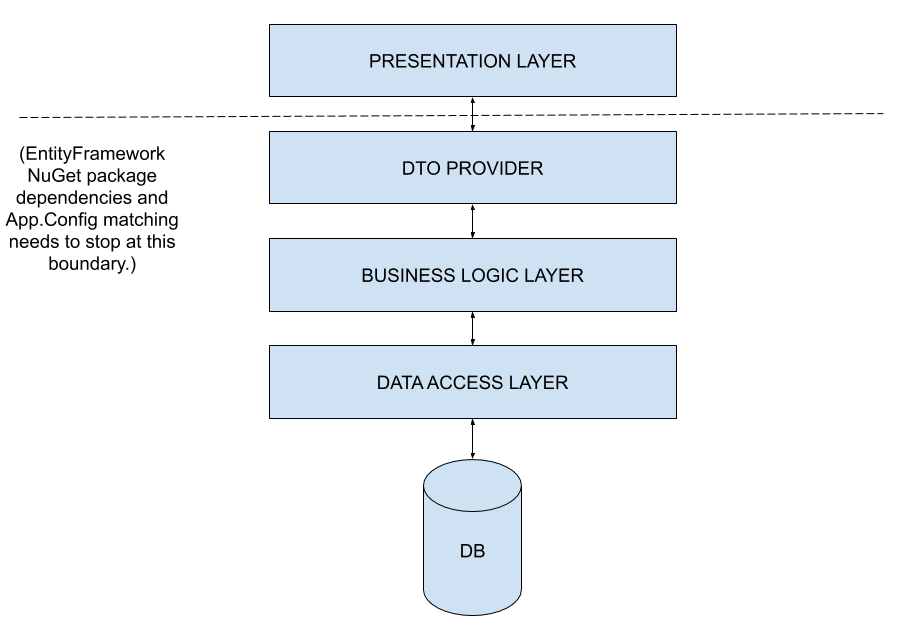 PRESENTATION LAYER
(EntityFramework
NuGet package
dependencies and
App.Config matching
needs to stop at this
boundary.)
DTO PROVIDER
BUSINESS LOGIC LAYER
DATA ACCESS LAYER
DB